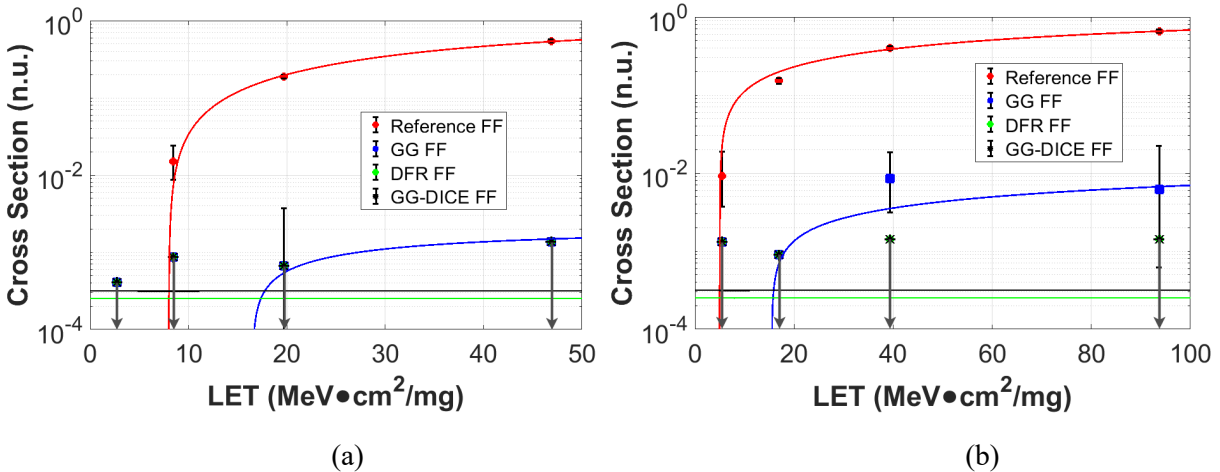 10^0
10^-2
10^-4
Cross Section (n.u.)
0 10 20 30 40 50
LET (MeV●cm^2/mg)
Reference FF
GG FF
DFR FF
GG-DICE FF
(a)
10^0
10^-2
10^-4
Cross Section (n.u.)
0 20 40 60 80 100
LET (MeV●cm^2/mg)
Reference FF
GG FF
DFR FF
GG-DICE FF
(b)